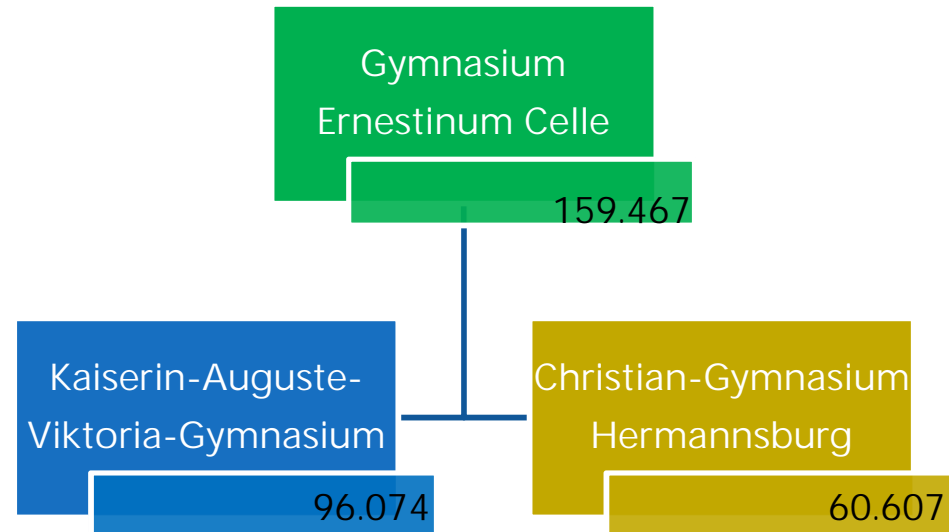 Gymnasium
Ernestinum Celle
159.467
Kaiserin-Auguste-
Viktoria-Gymnasium
96.074
Christian-Gymnasium
Hermannsburg
60.607